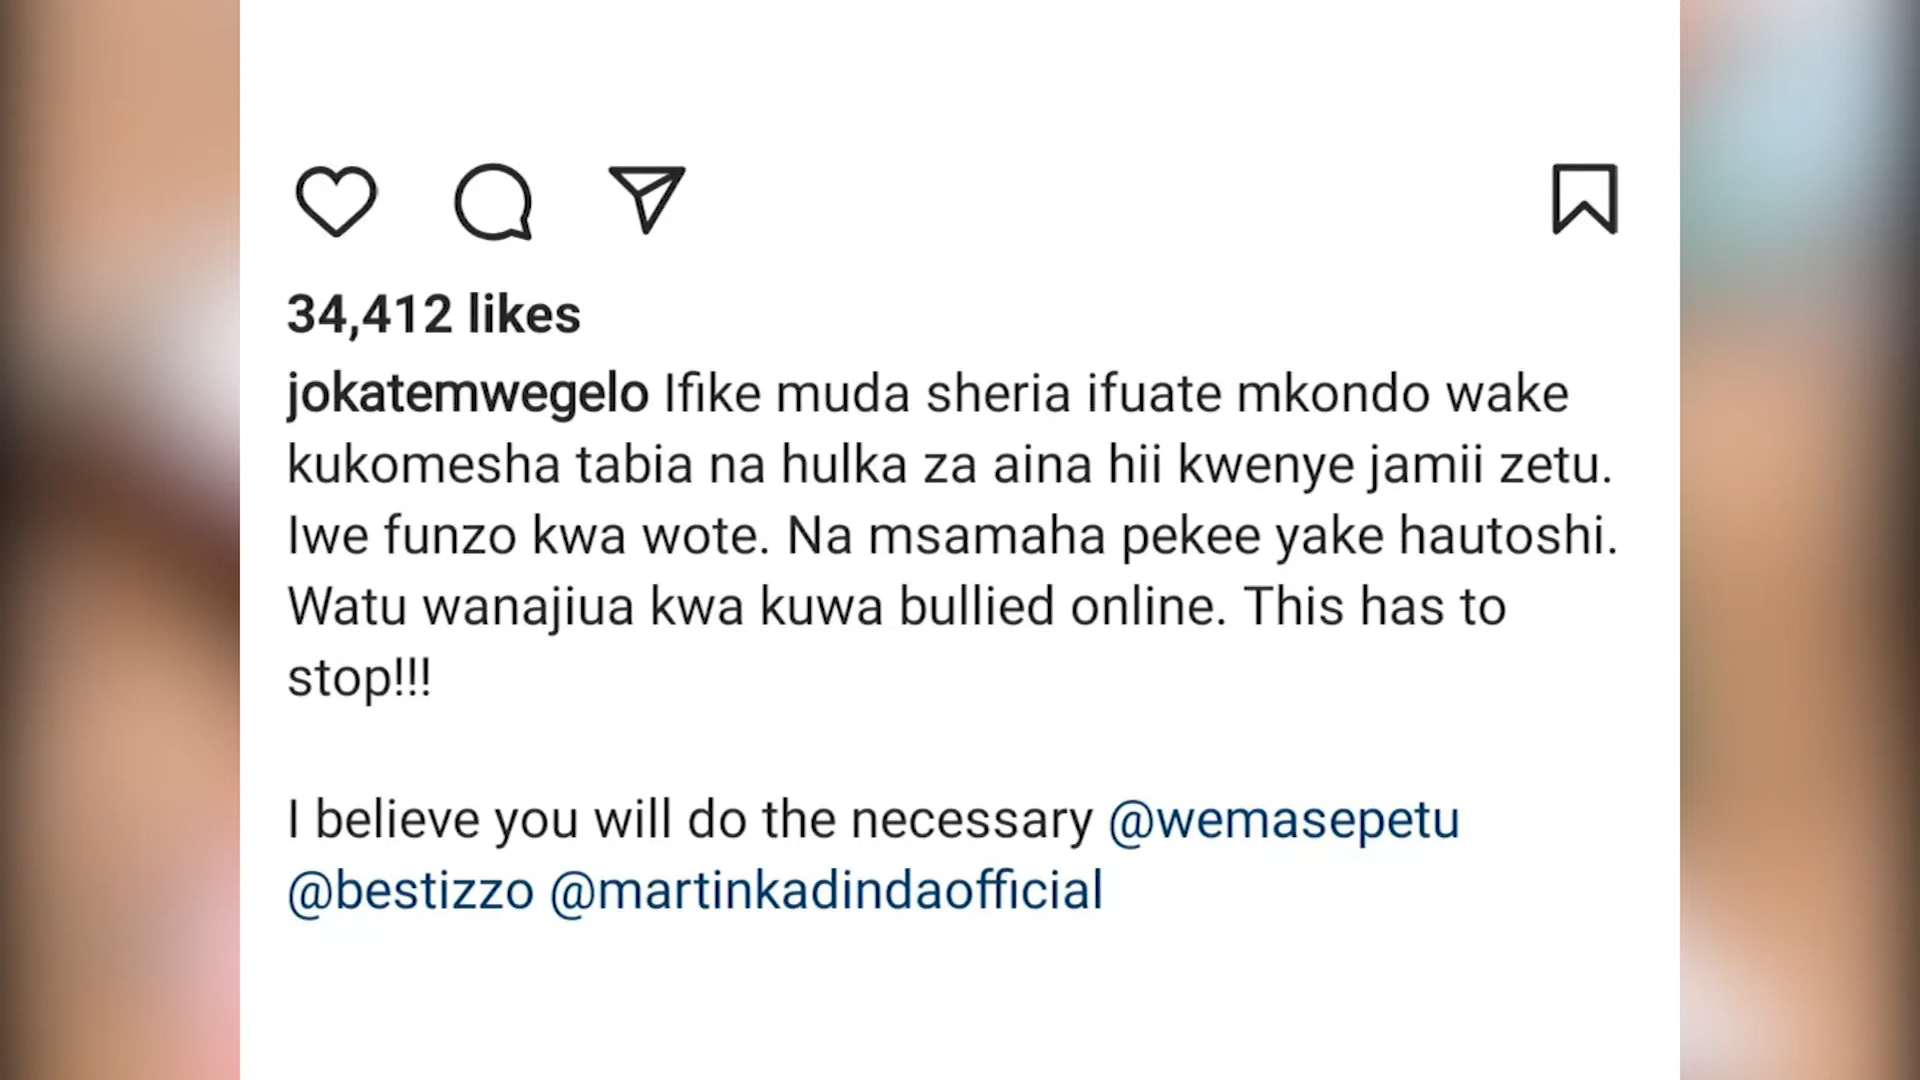 34,412 likes
jokatemwegelo Ifike muda sheria ifuate mkondo wake
kukomesha tabia na hulka za aina hii kwenye jamii zetu.
Iwe funzo kwa wote. Na msamaha pekee yake hautoshi.
Watu wanajiua kwa kuwa bullied online. This has to
stop!!!
I believe you will do the necessary @wemasepetu
@bestizzo @martinkadindaofficial